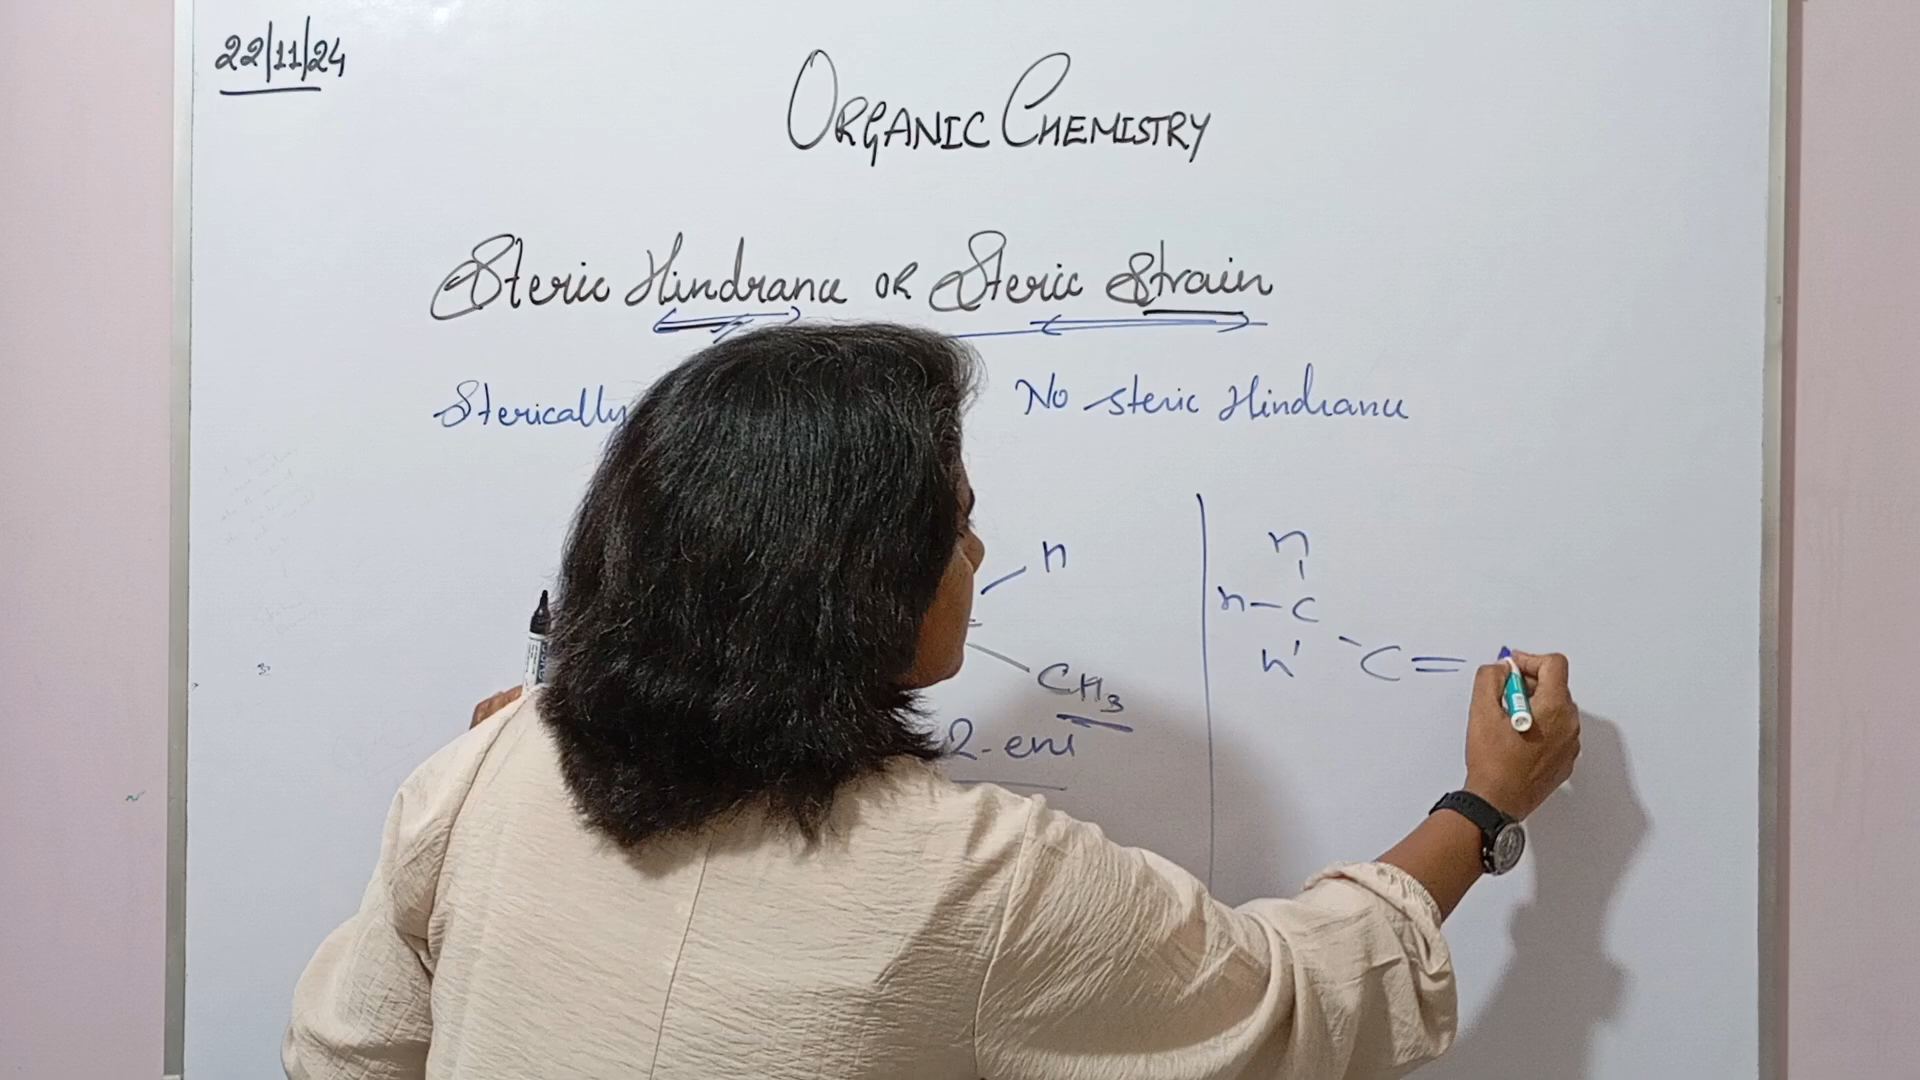 22/11/24
ORGANIC CHEMISTRY
Steric Hindrance OR Steric Strain
Sterically
No steric Hindrance
H
CH3
2-ene
H
H-C
H
C=